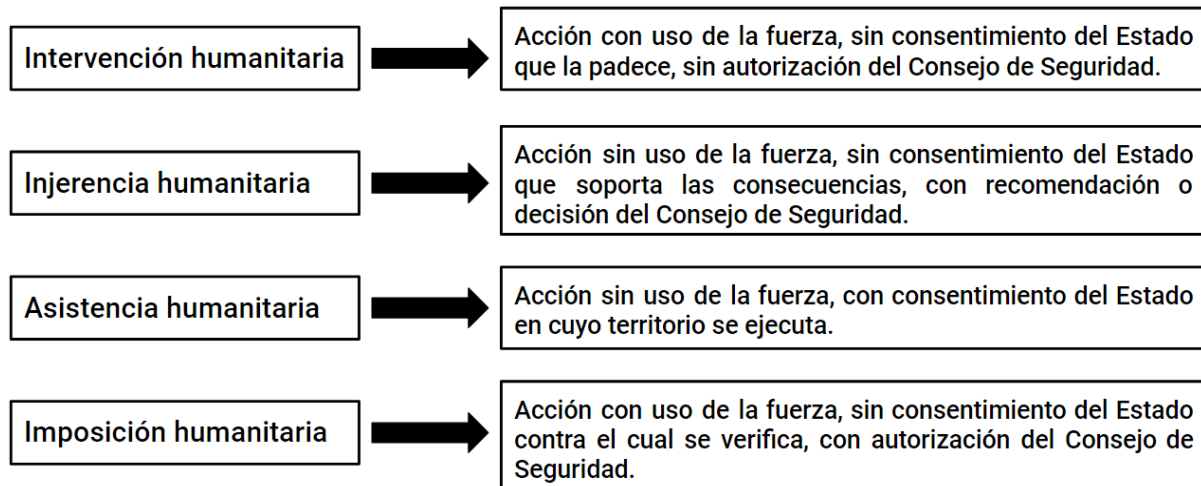 Intervención humanitaria
Acción con uso de la fuerza, sin consentimiento del Estado
que la padece, sin autorización del Consejo de Seguridad.
Injerencia humanitaria
Acción sin uso de la fuerza, sin consentimiento del Estado
que soporta las consecuencias, con recomendación o
decisión del Consejo de Seguridad.
Asistencia humanitaria
Acción sin uso de la fuerza, con consentimiento del Estado
en cuyo territorio se ejecuta.
Imposición humanitaria
Acción con uso de la fuerza, sin consentimiento del Estado
contra el cual se verifica, con autorización del Consejo de
Seguridad.